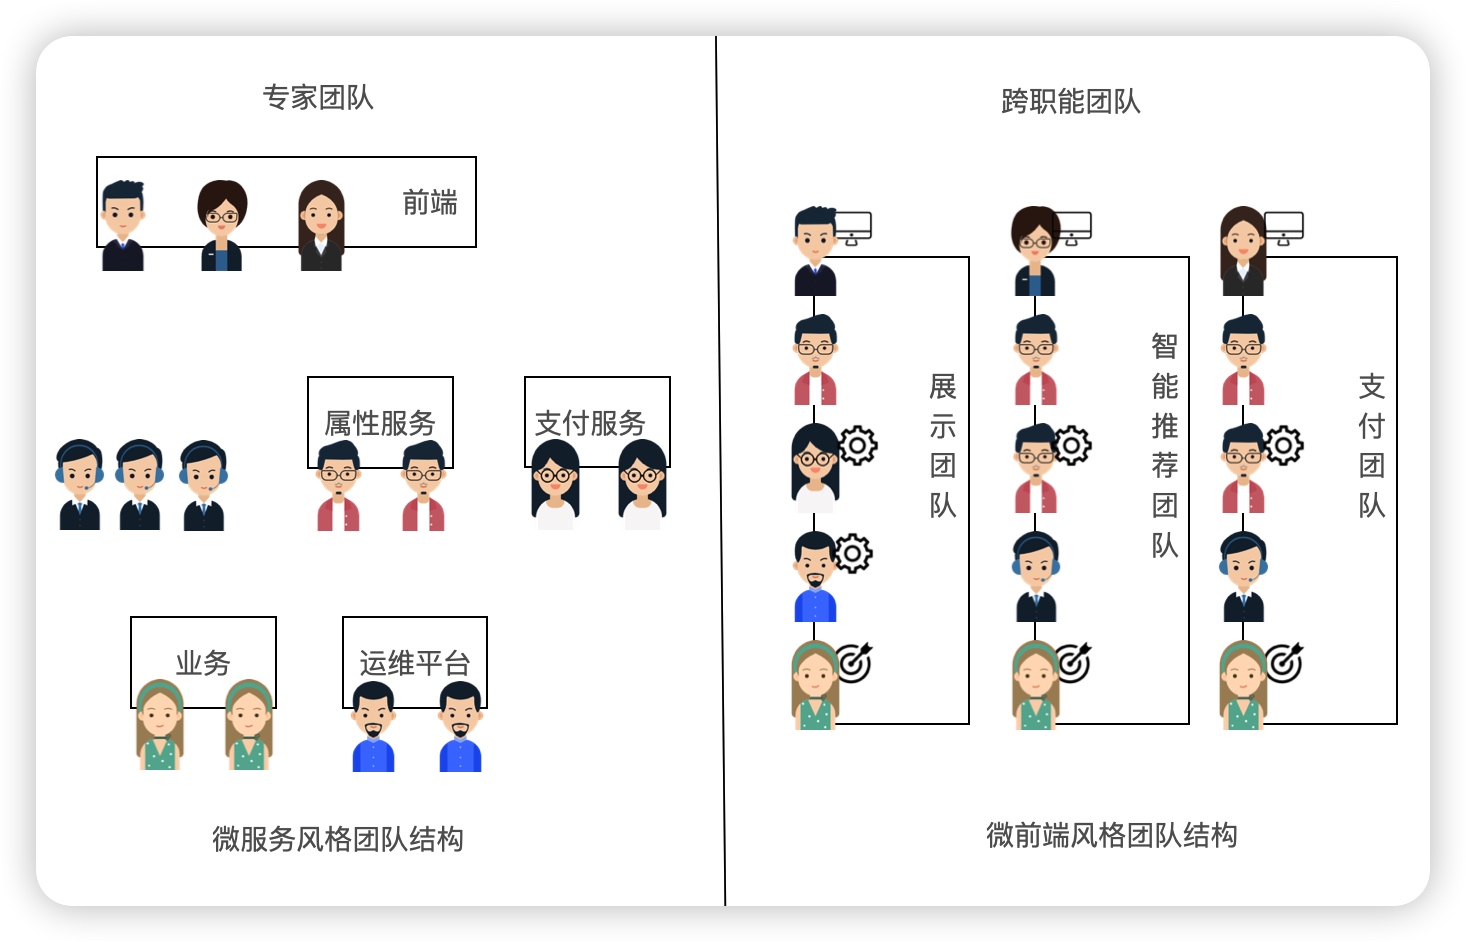 专家团队
前端
属性服务
支付服务
业务
运维平台
微服务风格团队结构
跨职能团队
展示团队
智能推荐团队
支付团队
微前端风格团队结构